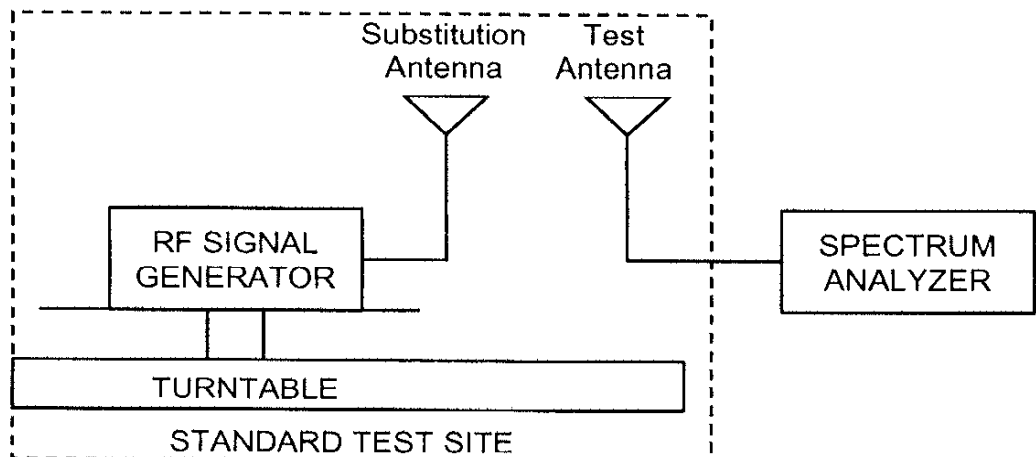 Substitution
Antenna
Test
Antenna
RF SIGNAL
GENERATOR
SPECTRUM
ANALYZER
TURNTABLE
STANDARD TEST SITE